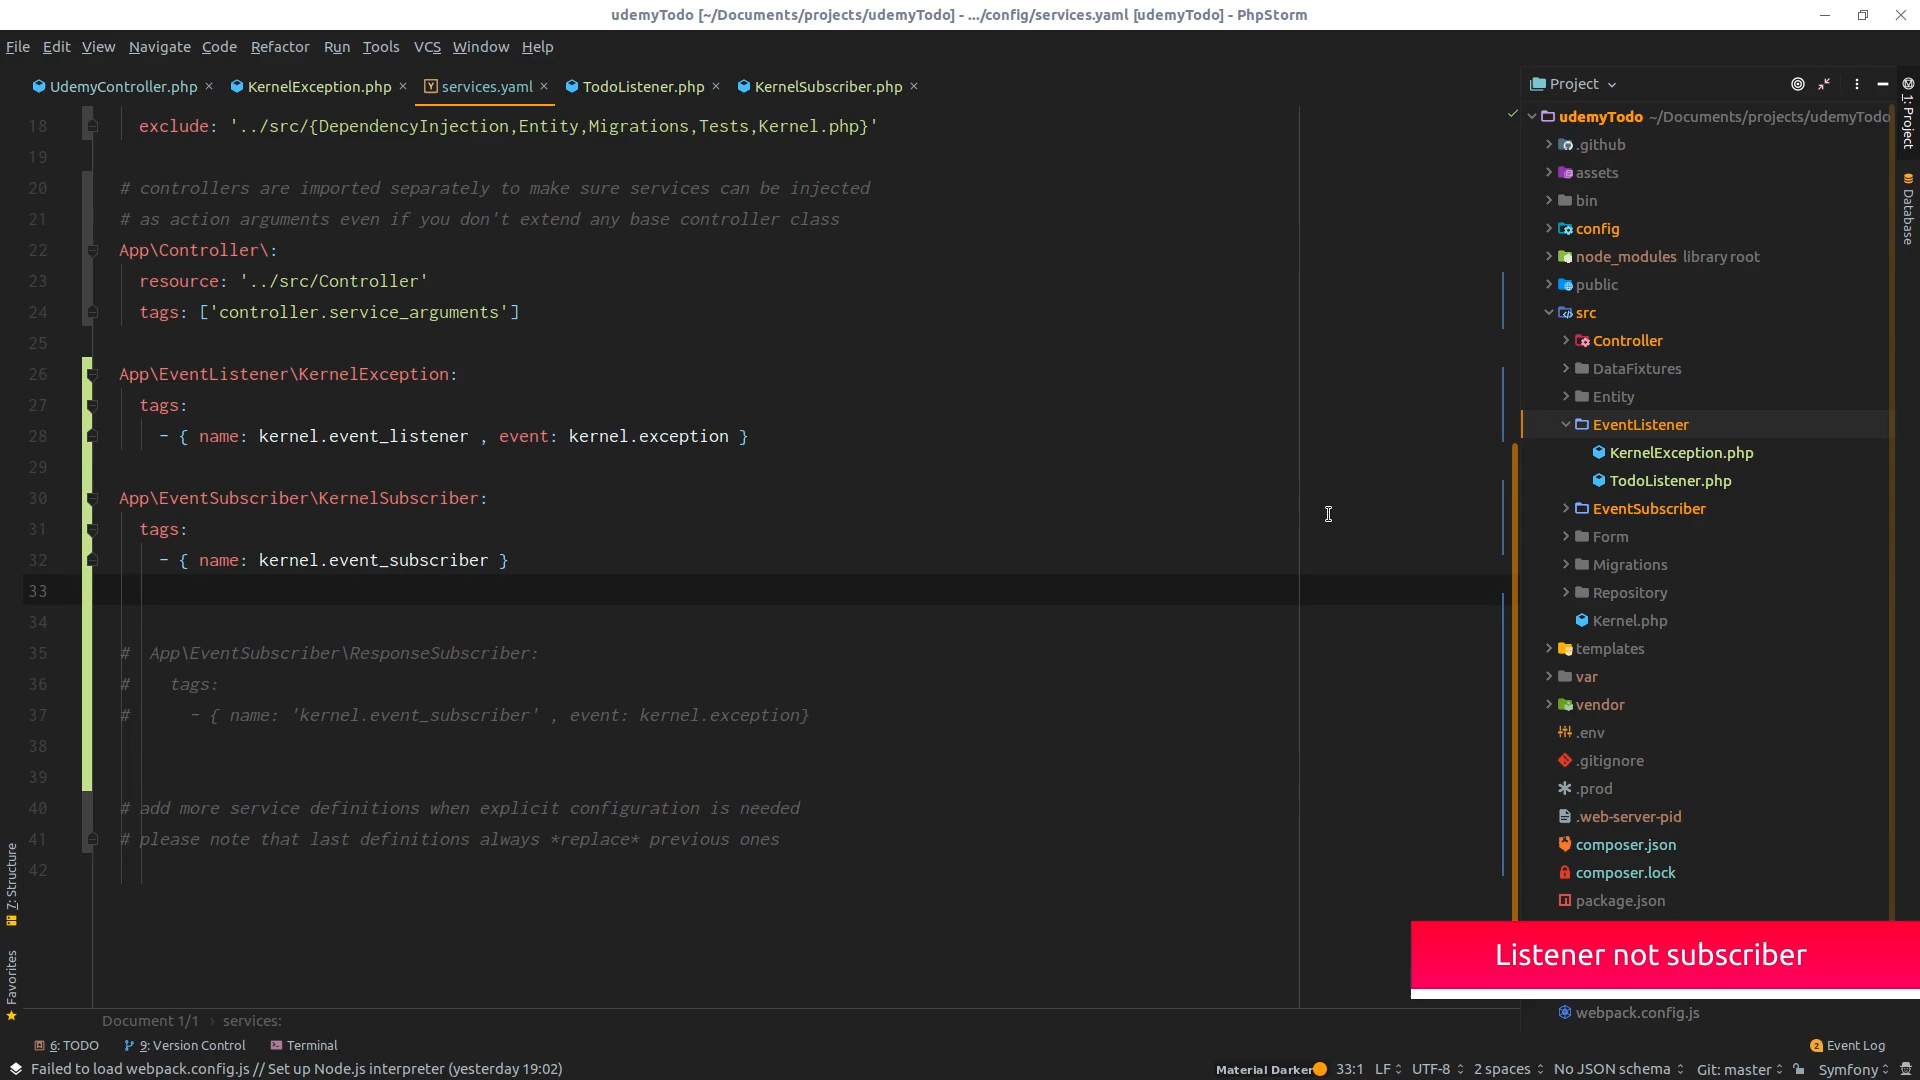 udemyTodo [~/Documents/projects/udemyTodo] - .../config/services.yaml [udemyTodo] - PhpStorm
File Edit View Navigate Code Refactor Run Tools VCS Window Help
UdemyController.php KernelException.php services.yaml TodoListener.php KernelSubscriber.php
18 exclude: '../src/{DependencyInjection,Entity,Migrations,Tests,Kernel.php}'
19
20 # controllers are imported separately to make sure services can be injected
21 # as action arguments even if you don't extend any base controller class
22 App\Controller\:
23 resource: '../src/Controller'
24 tags: ['controller.service_arguments']
25
26 App\EventListener\KernelException:
27 tags:
28 - { name: kernel.event_listener , event: kernel.exception }
29
30 App\EventSubscriber\KernelSubscriber:
31 tags:
32 - { name: kernel.event_subscriber }
33
34
35 # App\EventSubscriber\ResponseSubscriber:
36 # tags:
37 # - { name: 'kernel.event_subscriber' , event: kernel.exception}
38
39
40 # add more service definitions when explicit configuration is needed
41 # please note that last definitions always *replace* previous ones
42
Document 1/1 › services:
Project
udemyTodo ~/Documents/projects/udemyTodo
.github
assets
bin
config
node_modules library root
public
src
Controller
DataFixtures
Entity
EventListener
KernelException.php
TodoListener.php
EventSubscriber
Form
Migrations
Repository
Kernel.php
templates
var
vendor
.env
.gitignore
.prod
.web-server-pid
composer.json
composer.lock
package.json
webpack.config.js
Listener not subscriber
1: Project
Database
7: Structure
Favorites
6: TODO 9: Version Control Terminal
2 Event Log
Failed to load webpack.config.js // Set up Node.js interpreter (yesterday 19:02)
Material Darker 33:1 LF UTF-8 2 spaces No JSON schema Git: master Symfony